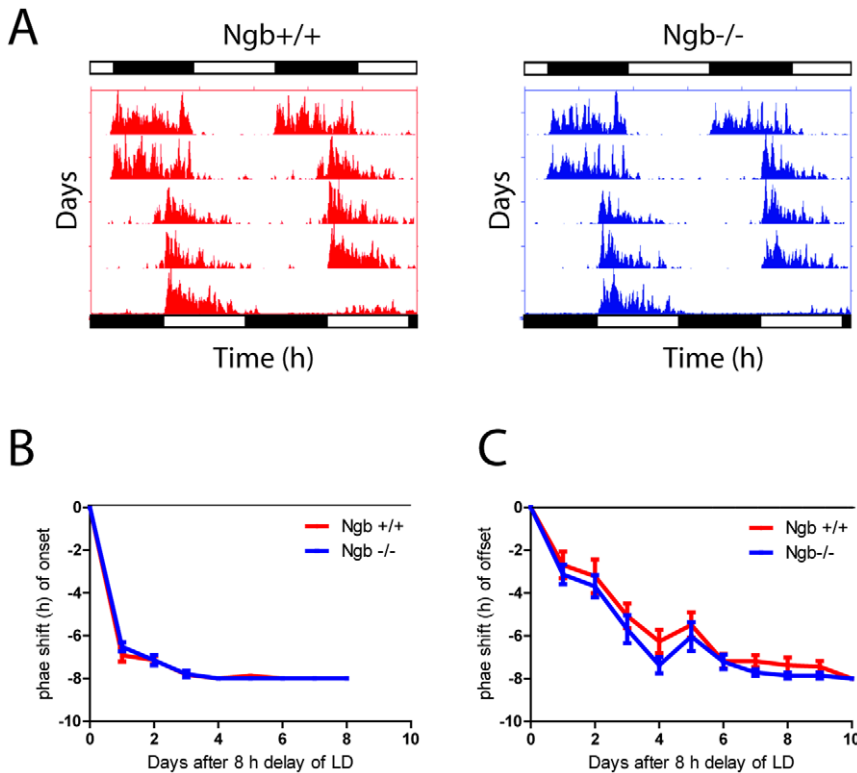 A
Ngb+/+
Ngb-/-
Days
Days
Time (h)
Time (h)
B
C
phae shift (h) of onset
0
-2
-4
-6
-8
-10
Ngb +/+
Ngb -/-
0 2 4 6 8 10
Days after 8 h delay of LD
phae shift (h) of offset
0
-2
-4
-6
-8
-10
Ngb +/+
Ngb-/-
0 2 4 6 8 10
Days after 8 h delay of LD